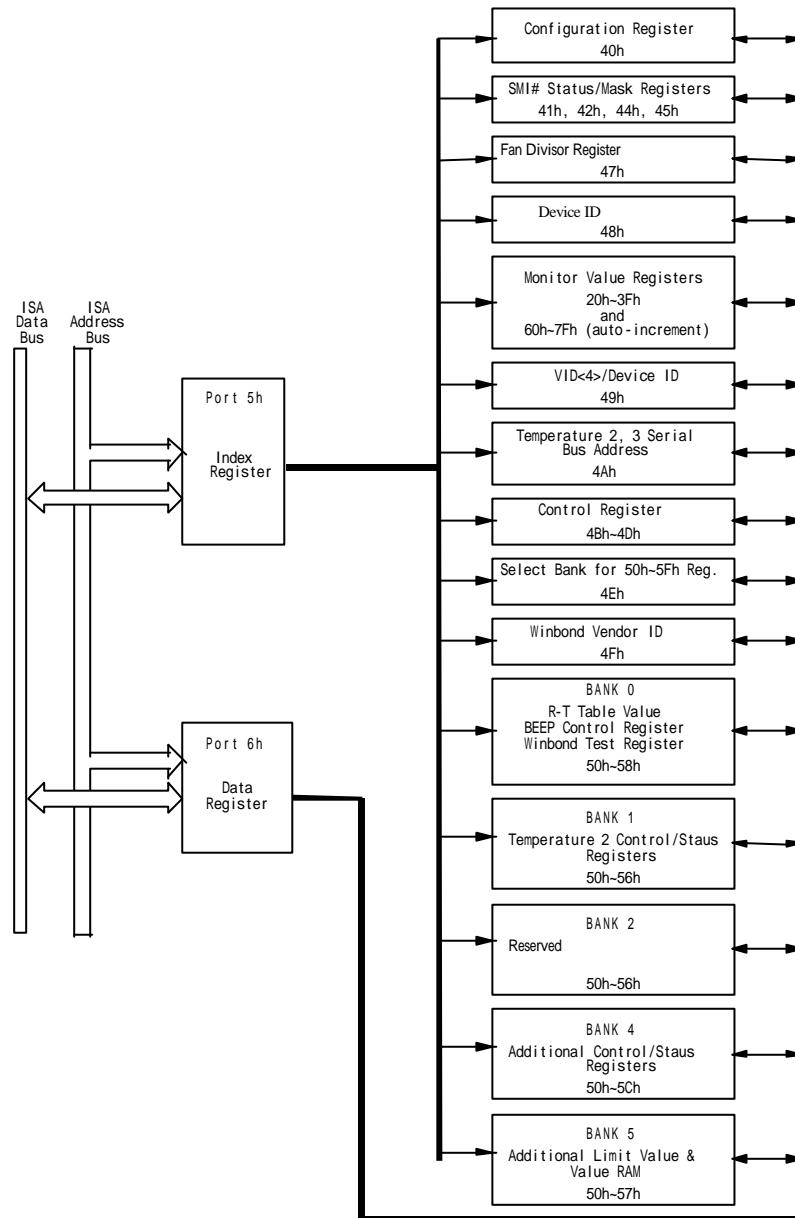 Configuration Register
40h
SMI# Status/Mask Registers
41h, 42h, 44h, 45h
Fan Divisor Register
47h
Device ID
48h
Monitor Value Registers
20h~3Fh
and
60h~7Fh (auto-increment)
VID<4>/Device ID
49h
Temperature 2, 3 Serial
Bus Address
4Ah
Control Register
4Bh~4Dh
Select Bank for 50h~5Fh Reg.
4Eh
Winbond Vendor ID
4Fh
BANK 0
R-T Table Value
BEEP Control Register
Winbond Test Register
50h~58h
BANK 1
Temperature 2 Control/Staus
Registers
50h~56h
BANK 2
Reserved
50h~56h
BANK 4
Additional Control/Staus
Registers
50h~5Ch
BANK 5
Additional Limit Value &
Value RAM
50h~57h
ISA
Data
Bus
ISA
Address
Bus
Port 5h
Index
Register
Port 6h
Data
Register